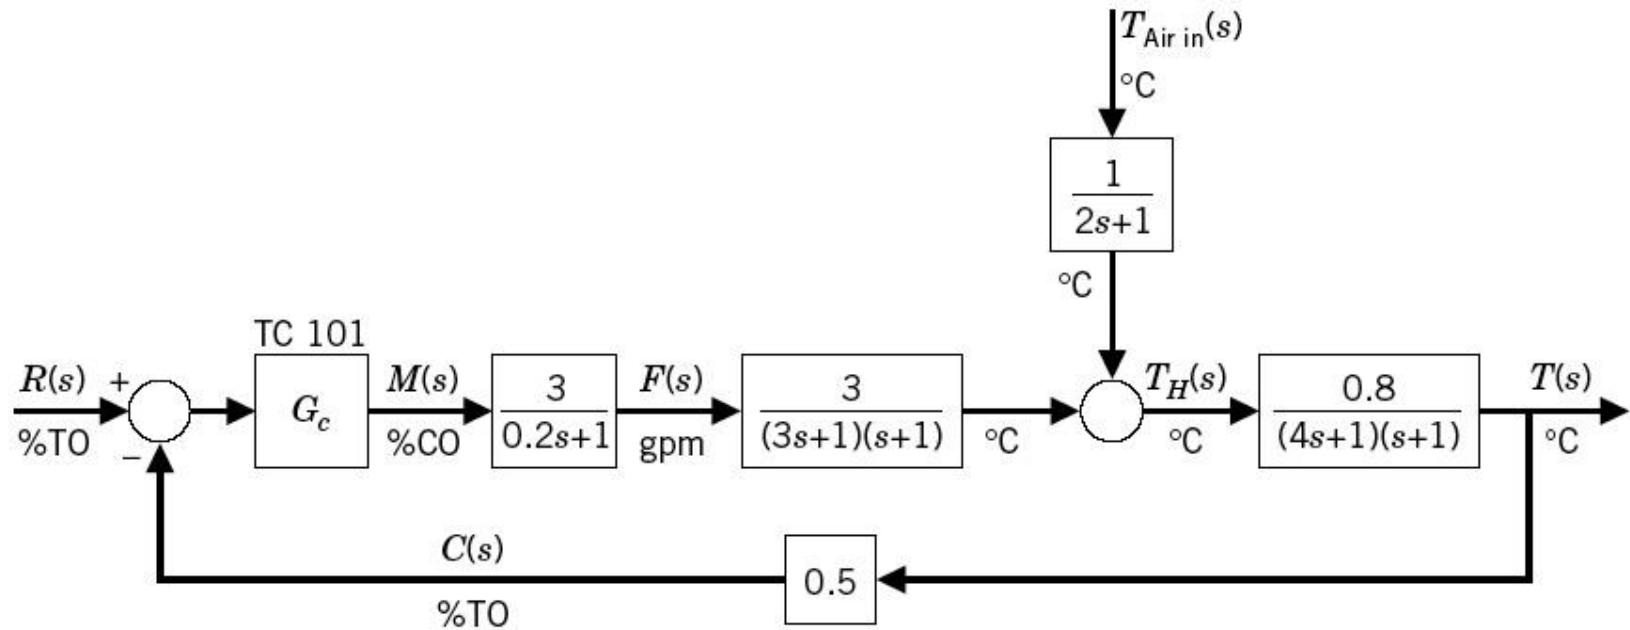 T_Air in(s)
°C
1
2s+1
°C
TC 101
R(s) +
%TO
−
G_c
M(s)
%CO
3
0.2s+1
F(s)
gpm
3
(3s+1)(s+1)
°C
T_H(s)
°C
0.8
(4s+1)(s+1)
T(s)
°C
C(s)
%TO
0.5